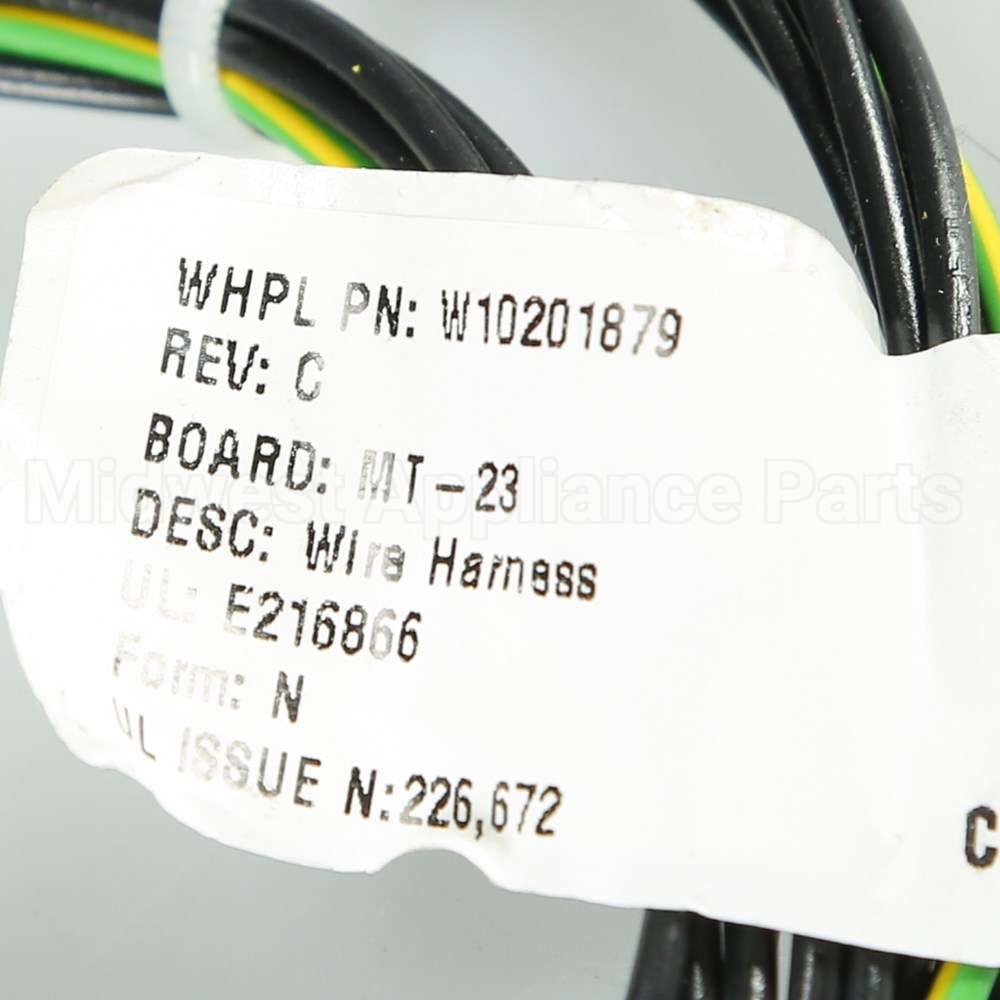 WHPL PN: W10201879
REV: C
BOARD: MT-23
Midwest Appliance Parts
DESC: Wire Harness
UL: E216866
Form: N
UL ISSUE N:226,672
C